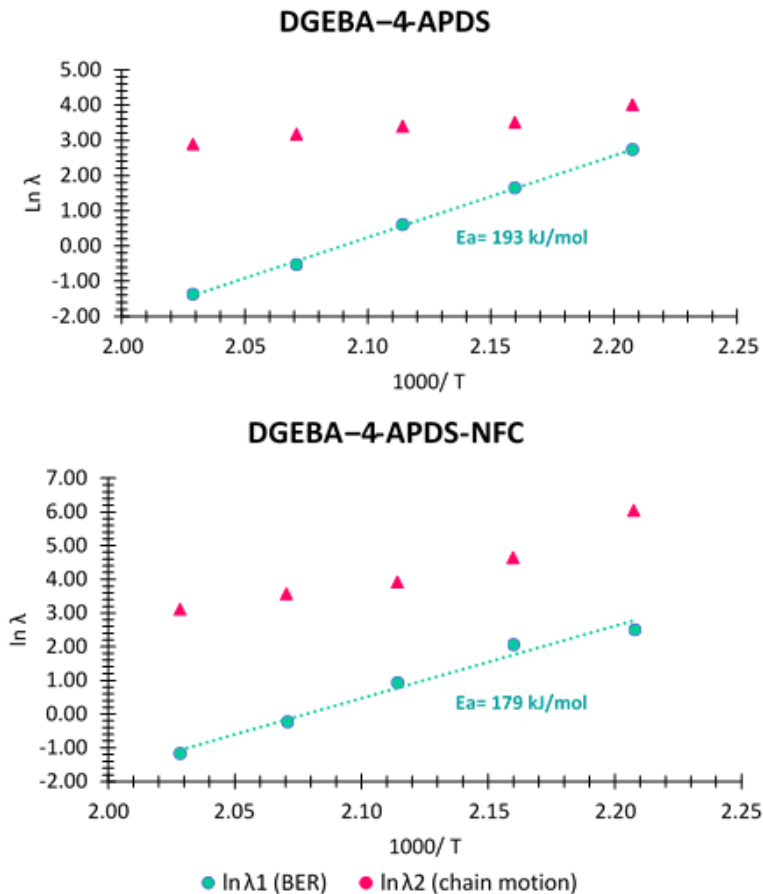 DGEBA–4-APDS
5.00
4.00
3.00
2.00
1.00
0.00
-1.00
-2.00
Ln λ
Ea= 193 kJ/mol
2.00 2.05 2.10 2.15 2.20 2.25
1000/ T
DGEBA–4-APDS-NFC
7.00
6.00
5.00
4.00
3.00
2.00
1.00
0.00
-1.00
-2.00
ln λ
Ea= 179 kJ/mol
2.00 2.05 2.10 2.15 2.20 2.25
1000/ T
ln λ1 (BER) ln λ2 (chain motion)